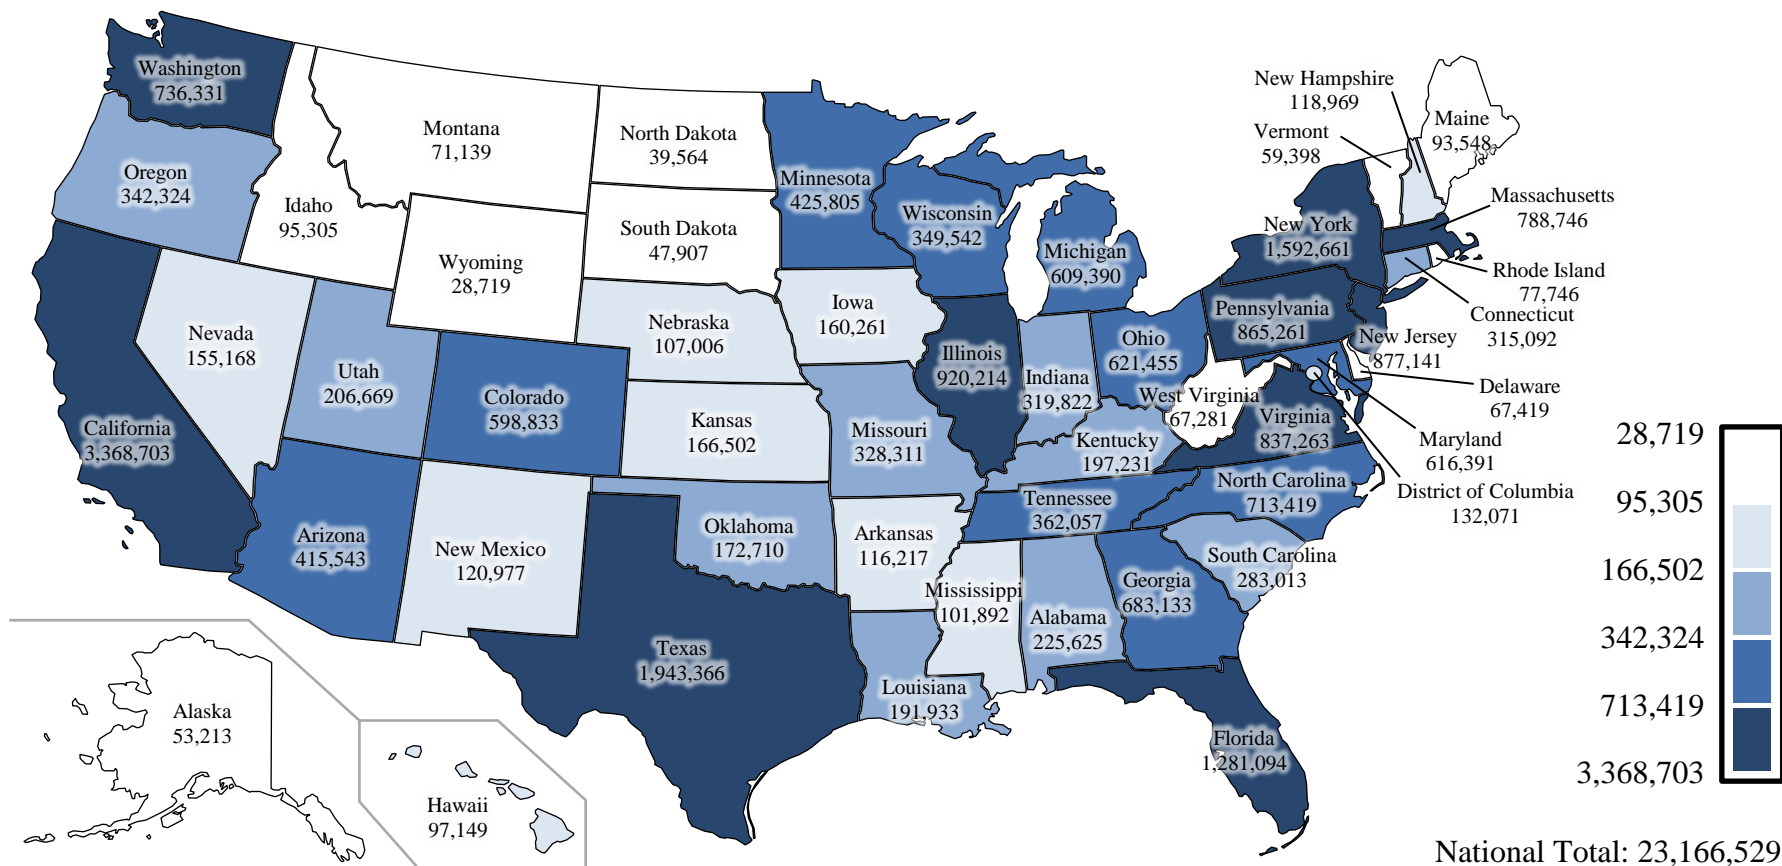 Washington
736,331
Oregon
342,324
California
3,368,703
Idaho
95,305
Nevada
155,168
Montana
71,139
Wyoming
28,719
Utah
206,669
Colorado
598,833
Arizona
415,543
New Mexico
120,977
North Dakota
39,564
South Dakota
47,907
Nebraska
107,006
Kansas
166,502
Oklahoma
172,710
Texas
1,943,366
Minnesota
425,805
Iowa
160,261
Missouri
328,311
Arkansas
116,217
Louisiana
191,933
Wisconsin
349,542
Illinois
920,214
Michigan
609,390
Indiana
319,822
Ohio
621,455
Kentucky
197,231
Tennessee
362,057
Mississippi
101,892
Alabama
225,625
Georgia
683,133
Florida
1,281,094
South Carolina
283,013
North Carolina
713,419
Virginia
837,263
West Virginia
67,281
Pennsylvania
865,261
New York
1,592,661
Vermont
59,398
New Hampshire
118,969
Maine
93,548
Massachusetts
788,746
Rhode Island
77,746
Connecticut
315,092
New Jersey
877,141
Delaware
67,419
Maryland
616,391
District of Columbia
132,071
Alaska
53,213
Hawaii
97,149
28,719
95,305
166,502
342,324
713,419
3,368,703
National Total: 23,166,529